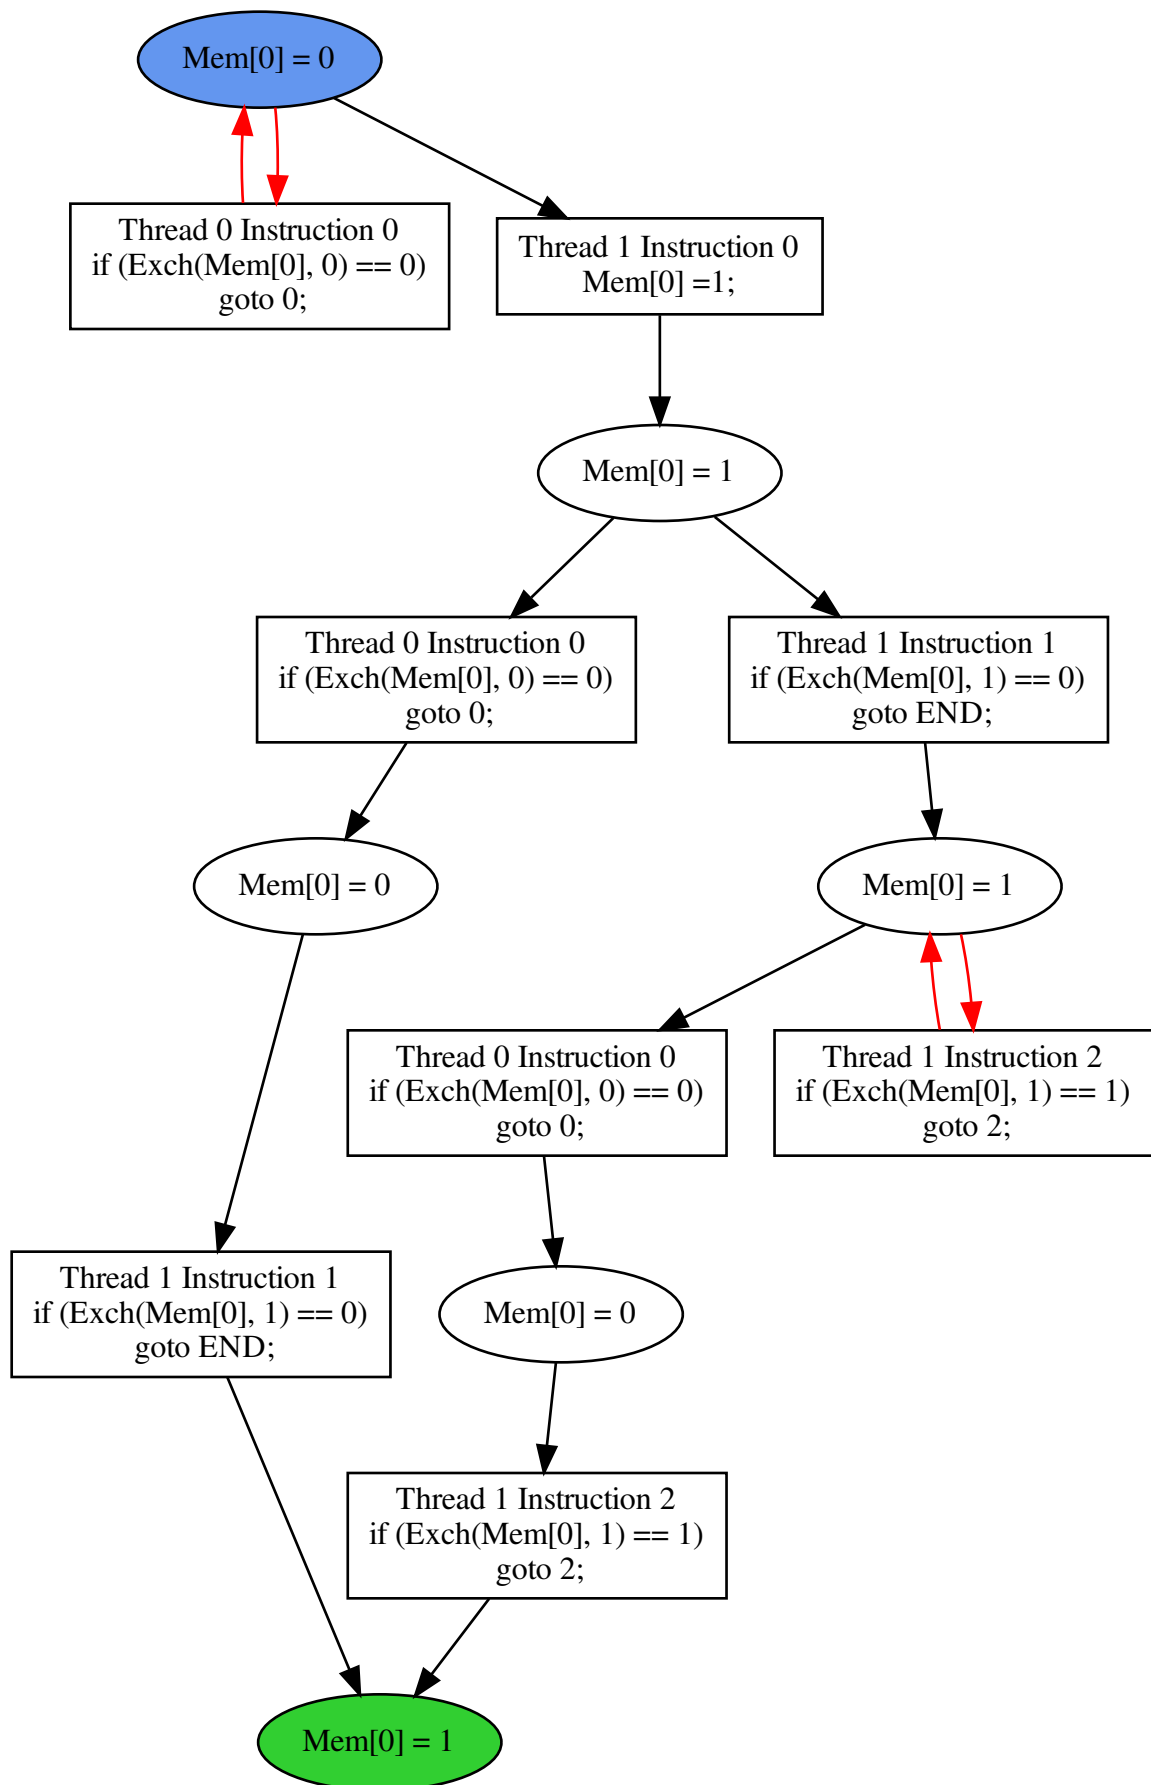 Mem[0] = 0
Thread 0 Instruction 0
if (Exch(Mem[0], 0) == 0)
goto 0;
Thread 1 Instruction 0
Mem[0] =1;
Mem[0] = 1
Thread 0 Instruction 0
if (Exch(Mem[0], 0) == 0)
goto 0;
Thread 1 Instruction 1
if (Exch(Mem[0], 1) == 0)
goto END;
Mem[0] = 0
Mem[0] = 1
Thread 0 Instruction 0
if (Exch(Mem[0], 0) == 0)
goto 0;
Thread 1 Instruction 2
if (Exch(Mem[0], 1) == 1)
goto 2;
Thread 1 Instruction 1
if (Exch(Mem[0], 1) == 0)
goto END;
Mem[0] = 0
Thread 1 Instruction 2
if (Exch(Mem[0], 1) == 1)
goto 2;
Mem[0] = 1